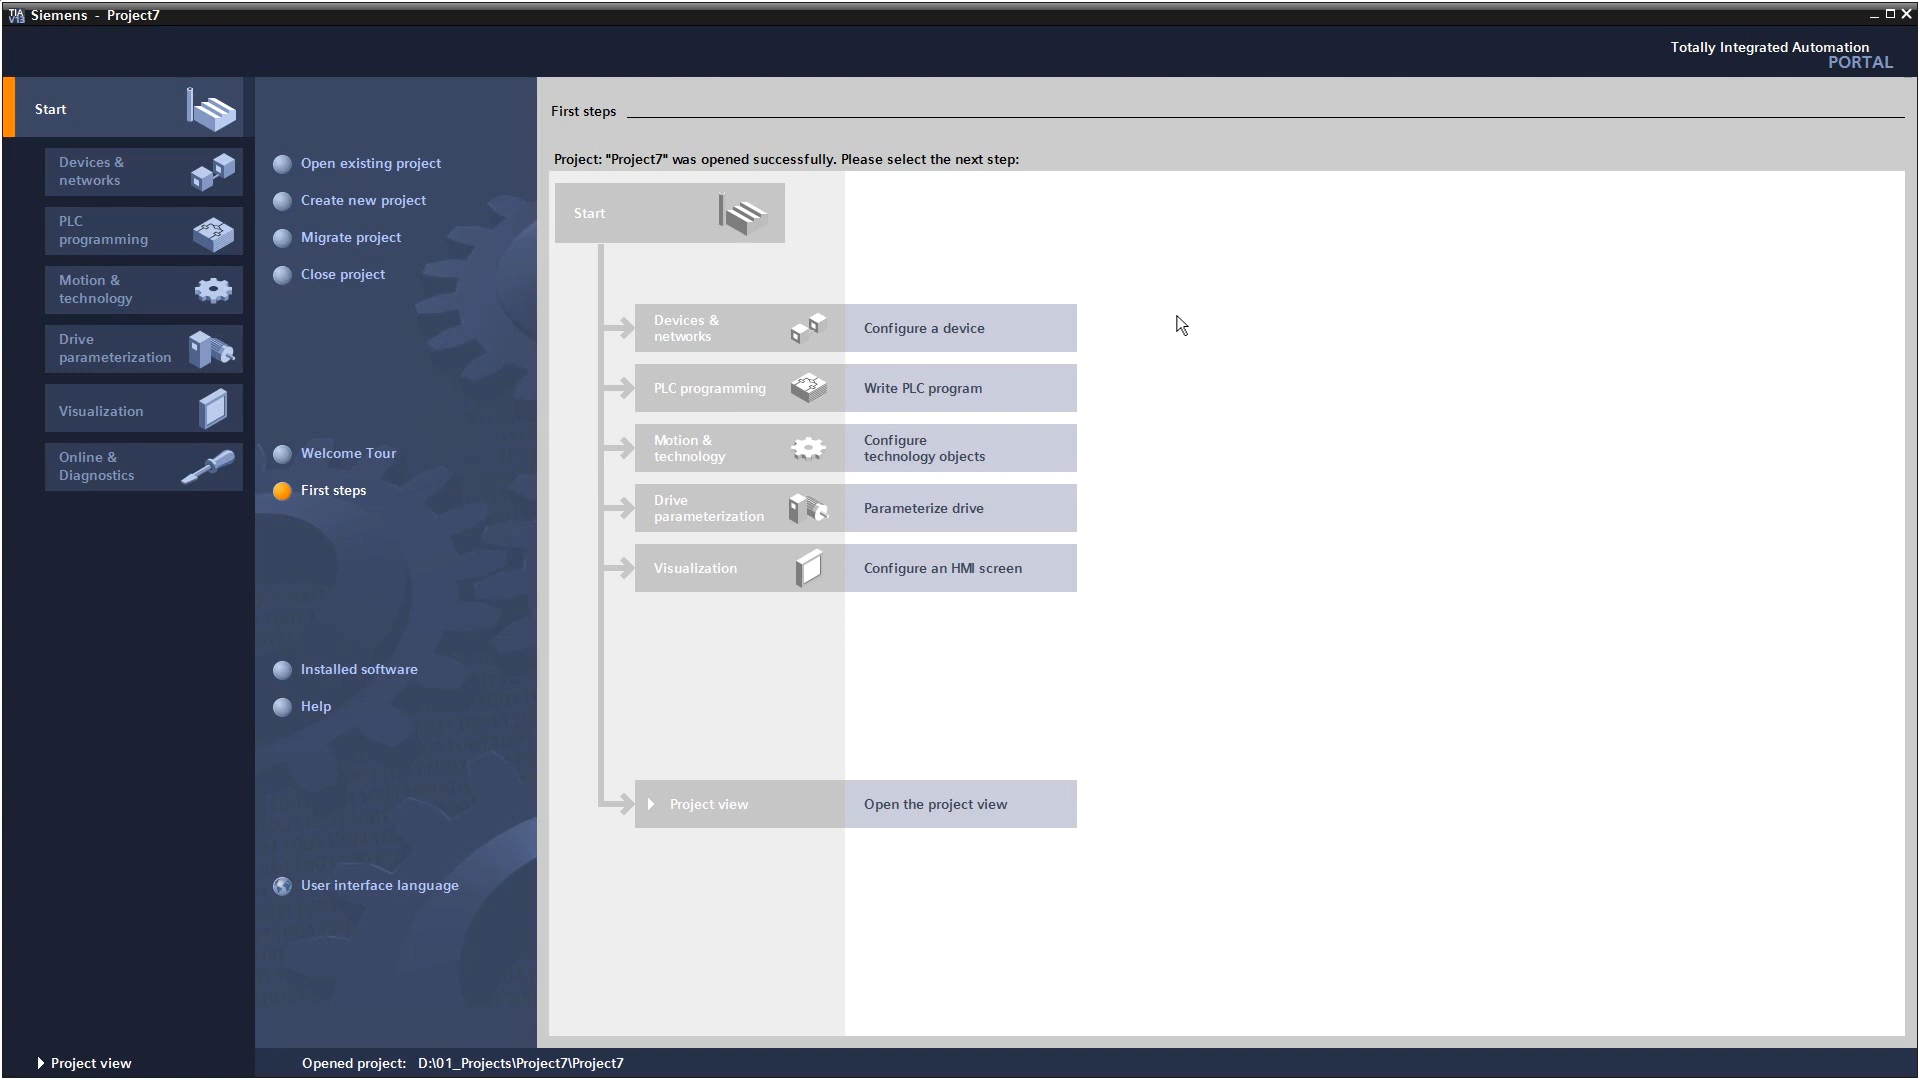 TIA
V13
Siemens - Project7
Totally Integrated Automation
PORTAL
Start
Devices &
networks
PLC
programming
Motion &
technology
Drive
parameterization
Visualization
Online &
Diagnostics
Open existing project
Create new project
Migrate project
Close project
Welcome Tour
First steps
Installed software
Help
User interface language
First steps
Project: "Project7" was opened successfully. Please select the next step:
Start
Devices &
networks
Configure a device
PLC programming
Write PLC program
Motion &
technology
Configure
technology objects
Drive
parameterization
Parameterize drive
Visualization
Configure an HMI screen
Project view
Open the project view
Project view
Opened project: D:\01_Projects\Project7\Project7